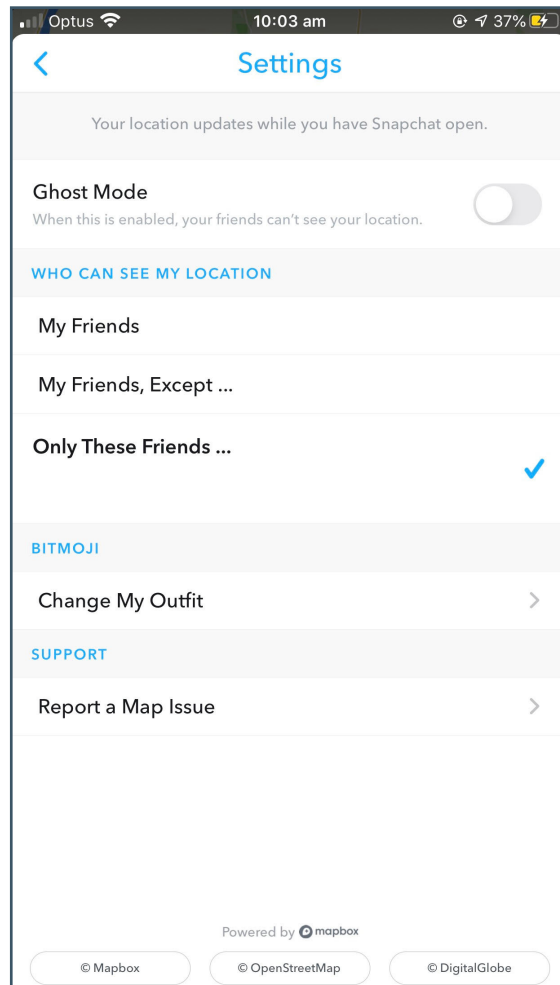 Optus 10:03 am 37%
Settings
Your location updates while you have Snapchat open.
Ghost Mode
When this is enabled, your friends can't see your location.
WHO CAN SEE MY LOCATION
My Friends
My Friends, Except ...
Only These Friends ...
BITMOJI
Change My Outfit
SUPPORT
Report a Map Issue
Powered by mapbox
© Mapbox © OpenStreetMap © DigitalGlobe